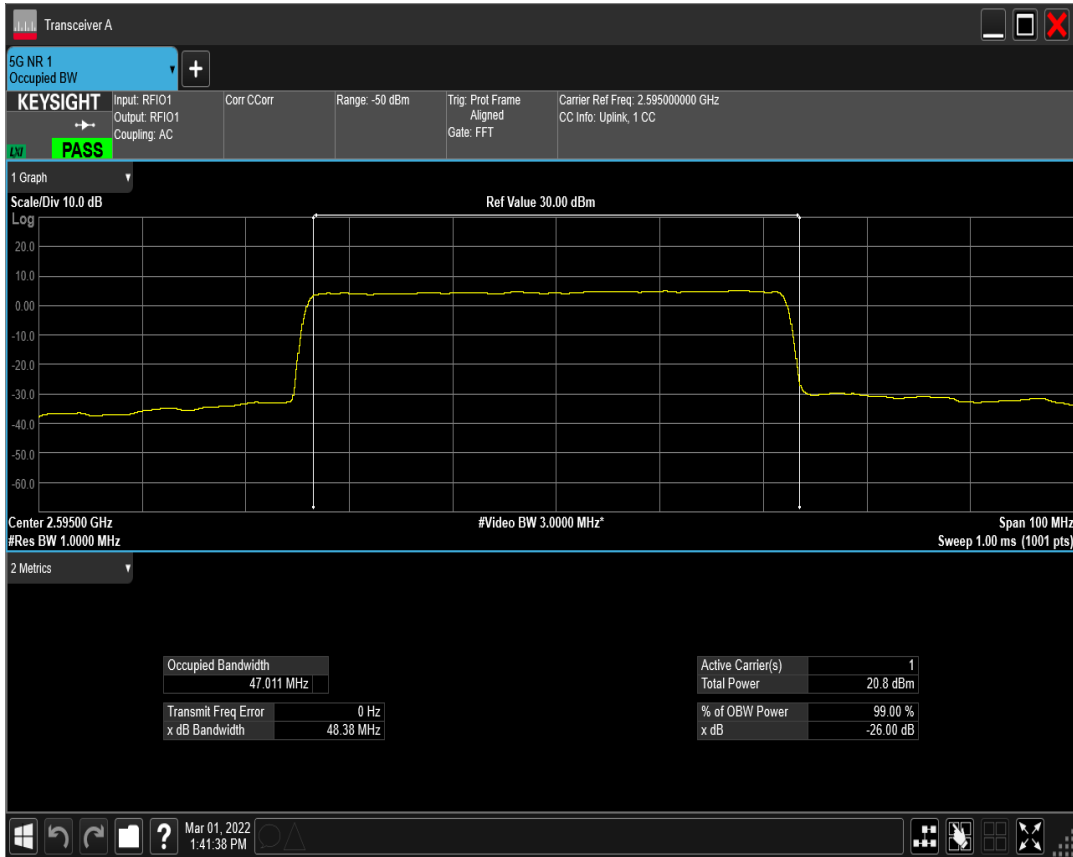 Transceiver A
5G NR 1
Occupied BW
+
KEYSIGHT
LXI
PASS
Input: RFIO1
Output: RFIO1
Coupling: AC
Corr CCorr
Range: -50 dBm
Trig: Prot Frame
Aligned
Gate: FFT
Carrier Ref Freq: 2.595000000 GHz
CC Info: Uplink, 1 CC
1 Graph
Scale/Div 10.0 dB
Ref Value 30.00 dBm
Log
20.0
10.0
0.00
-10.0
-20.0
-30.0
-40.0
-50.0
-60.0
Center 2.59500 GHz
#Video BW 3.0000 MHz*
Span 100 MHz
#Res BW 1.0000 MHz
Sweep 1.00 ms (1001 pts)
2 Metrics
Occupied Bandwidth
47.011 MHz
Transmit Freq Error 0 Hz
x dB Bandwidth 48.38 MHz
Active Carrier(s) 1
Total Power 20.8 dBm
% of OBW Power 99.00 %
x dB -26.00 dB
?
Mar 01, 2022
1:41:38 PM